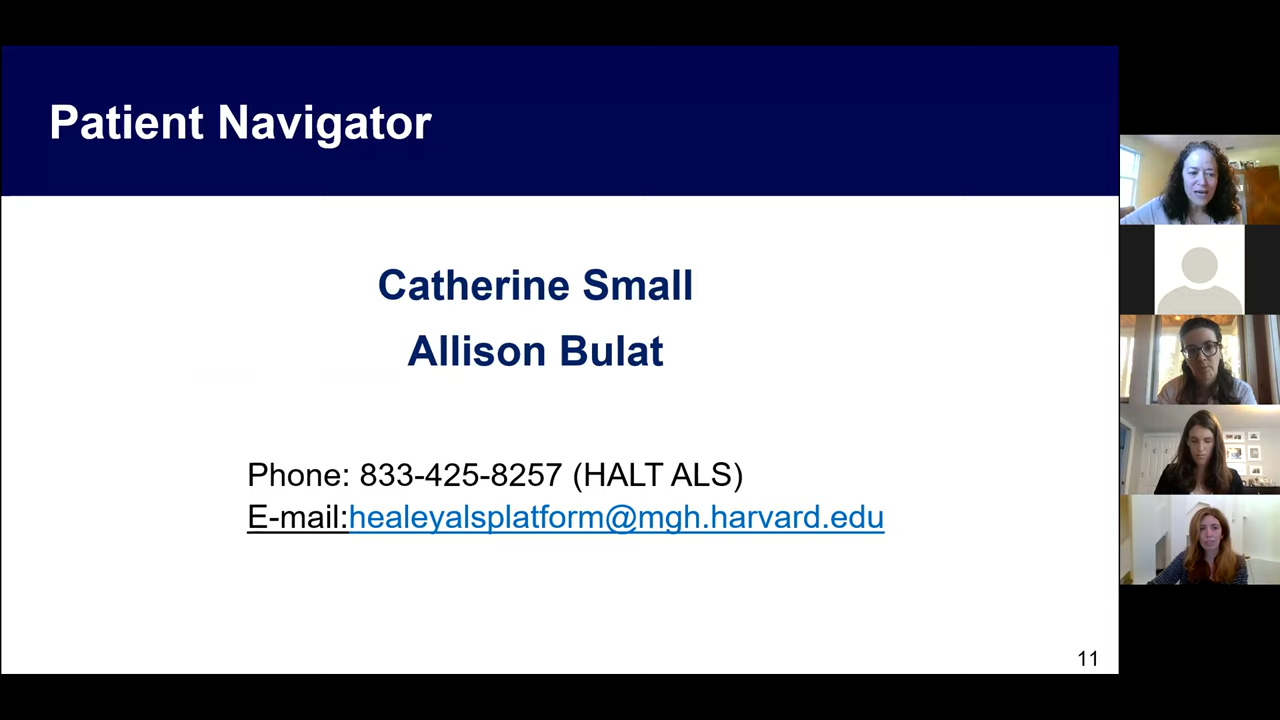 Patient Navigator
Catherine Small
Allison Bulat
Phone: 833-425-8257 (HALT ALS)
E-mail:healeyalsplatform@mgh.harvard.edu
11